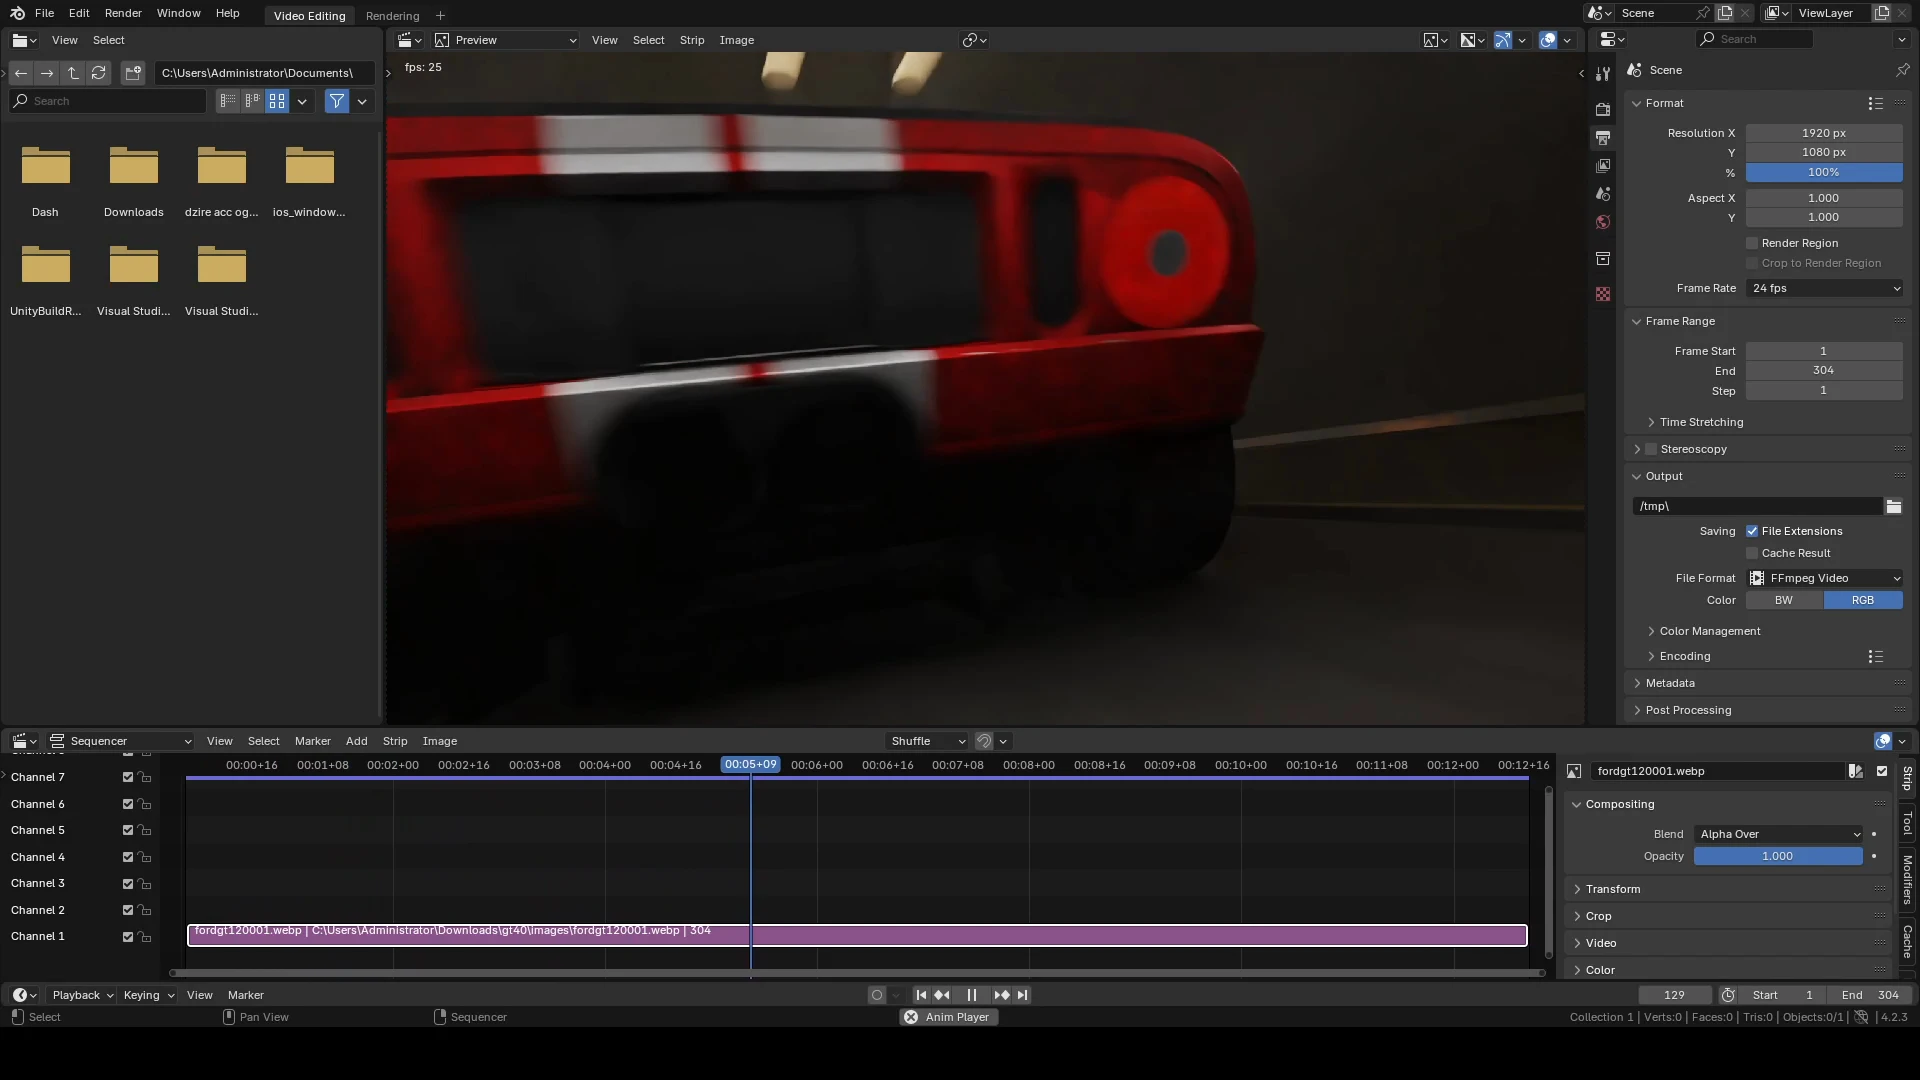 File Edit Render Window Help Video Editing Rendering + Scene ViewLayer
View Select Preview View Select Strip Image Search
C:\Users\Administrator\Documents\ fps: 25 Scene
Search
Format
Resolution X 1920 px
Y 1080 px
% 100%
Aspect X 1.000
Y 1.000
Dash Downloads dzire acc og... ios_window...
Render Region
Crop to Render Region
Frame Rate 24 fps
UnityBuildR... Visual Studi... Visual Studi...
Frame Range
Frame Start 1
End 304
Step 1
Time Stretching
Stereoscopy
Output
/tmp\
Saving File Extensions
Cache Result
File Format FFmpeg Video
Color BW RGB
Color Management
Encoding
Metadata
Post Processing
Sequencer View Select Marker Add Strip Image Shuffle
00:00+16 00:01+08 00:02+00 00:02+16 00:03+08 00:04+00 00:04+16 00:05+09 00:06+00 00:06+16 00:07+08 00:08+00 00:08+16 00:09+08 00:10+00 00:10+16 00:11+08 00:12+00 00:12+16
Channel 7
Channel 6
Channel 5
Channel 4
Channel 3
Channel 2
Channel 1
fordgt120001.webp | C:\Users\Administrator\Downloads\gt40\images\fordgt120001.webp | 304
fordgt120001.webp
Compositing
Blend Alpha Over
Opacity 1.000
Transform
Crop
Video
Color
Strip
Tool
Modifiers
Cache
Playback Keying View Marker 129 Start 1 End 304
Select Pan View Sequencer Anim Player Collection 1 | Verts:0 | Faces:0 | Tris:0 | Objects:0/1 | 4.2.3